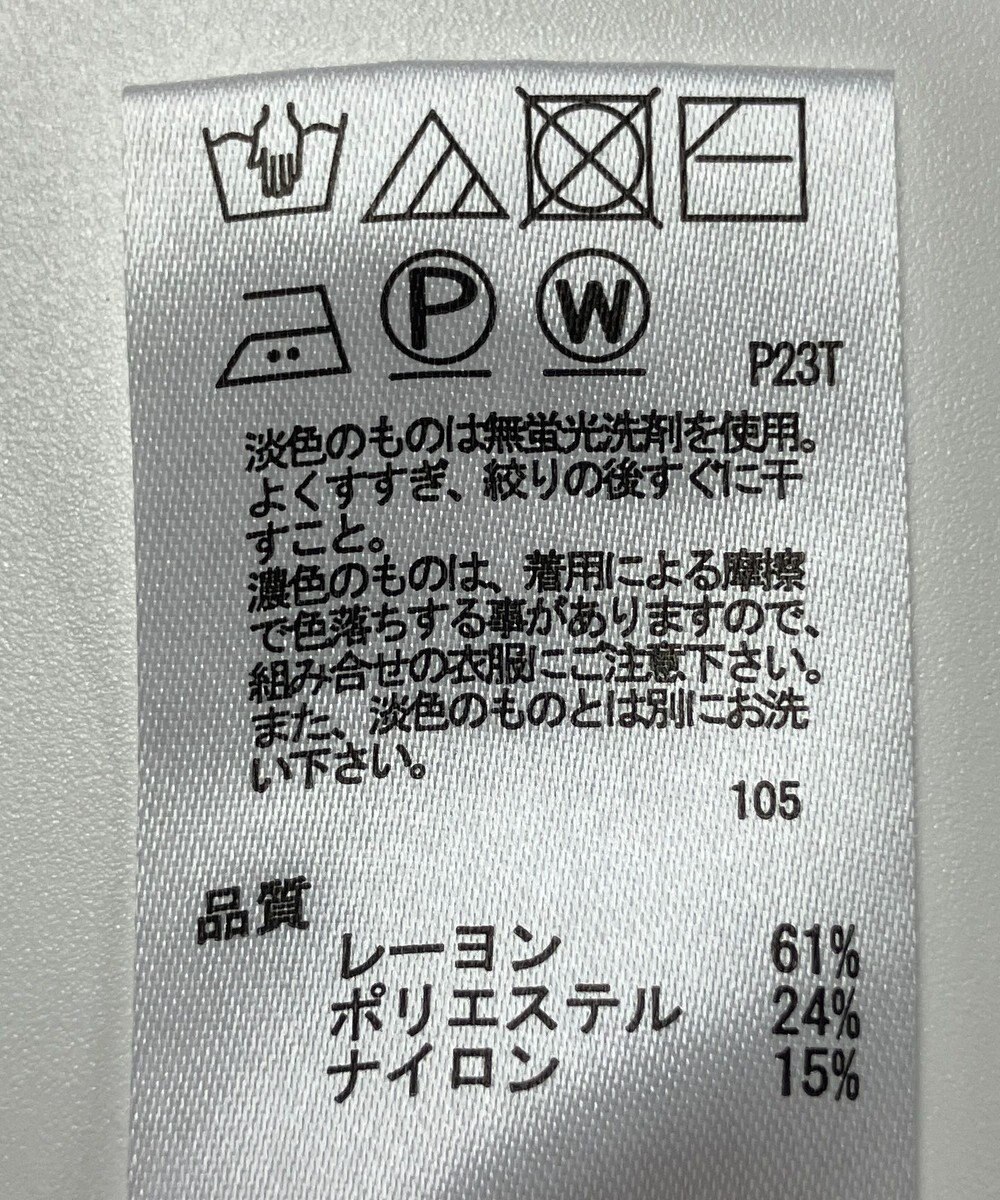 P W
P23T
淡色のものは無蛍光洗剤を使用。
よくすすぎ、絞りの後すぐに干
すこと。
濃色のものは、着用による摩擦
で色落ちする事がありますので、
組み合せの衣服にご注意下さい。
また、淡色のものとは別にお洗
い下さい。
105
品質
レーヨン 61%
ポリエステル 24%
ナイロン 15%